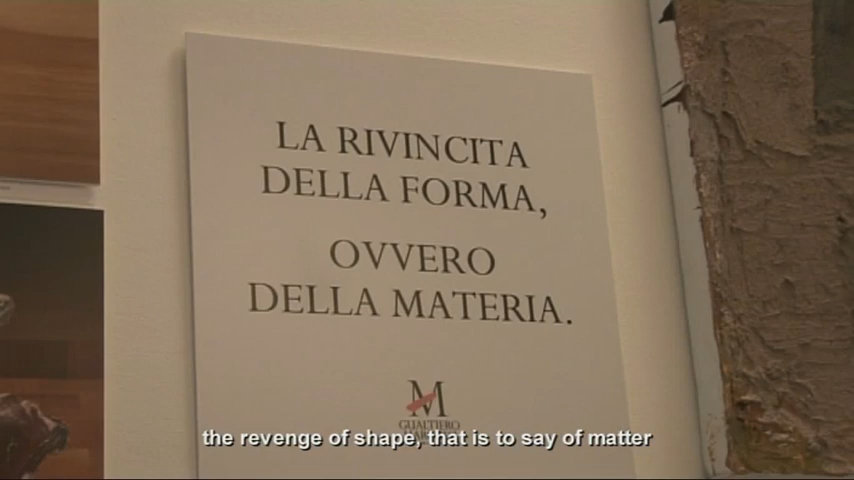 LA RIVINCITA
DELLA FORMA,
OVVERO
DELLA MATERIA.
M
GUALTIERO
the revenge of shape, that is to say of matter